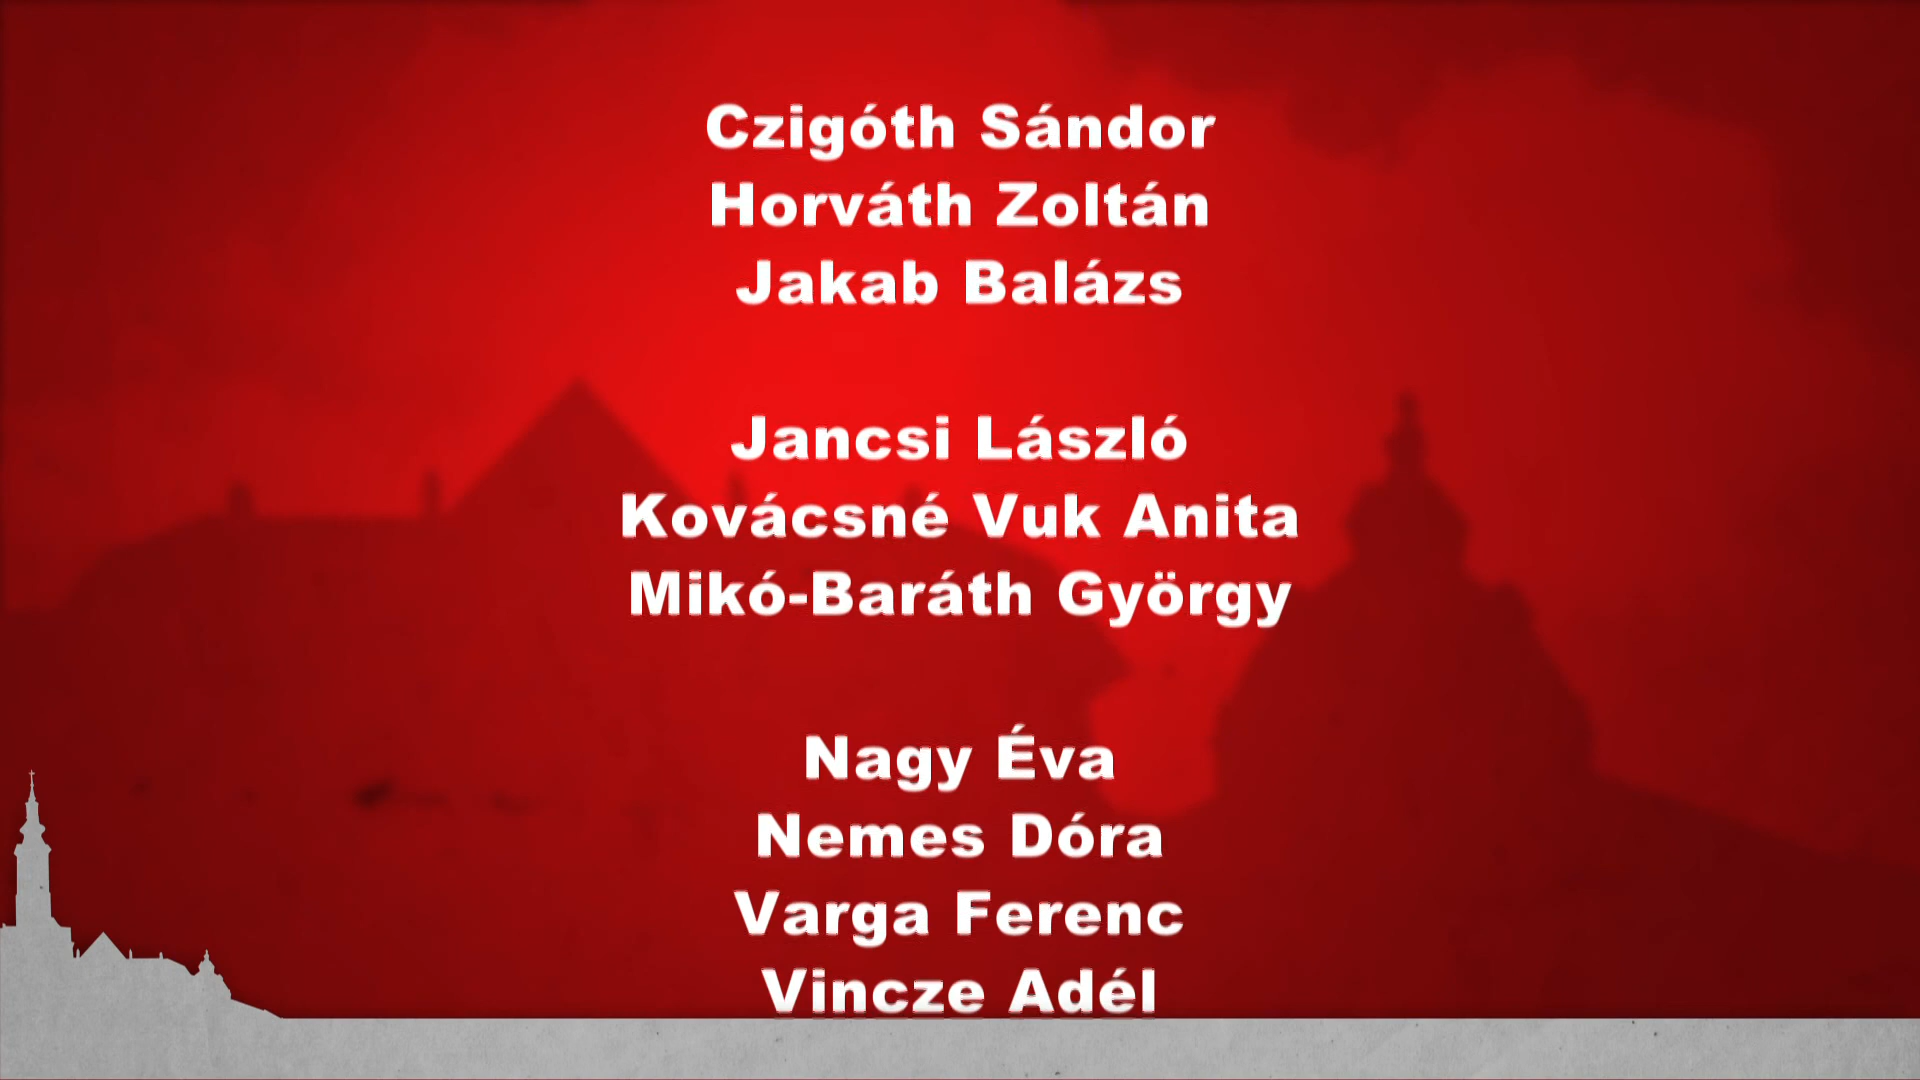 Czigóth Sándor
Horváth Zoltán
Jakab Balázs
Jancsi László
Kovácsné Vuk Anita
Mikó-Baráth György
Nagy Éva
Nemes Dóra
Varga Ferenc
Vincze Adél